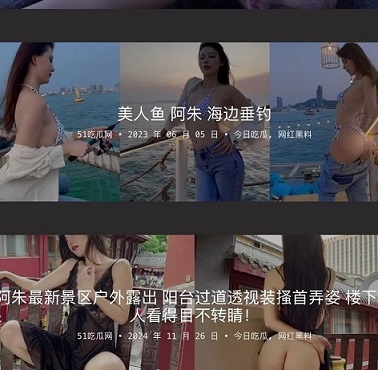 美人鱼 阿朱 海边垂钓
51吃瓜网 • 2023 年 06 月 05 日 • 今日吃瓜, 网红黑料
阿朱最新景区户外露出 阳台过道透视装搔首弄姿 楼下
人看得目不转睛！
51吃瓜网 • 2024 年 11 月 26 日 • 今日吃瓜, 网红黑料